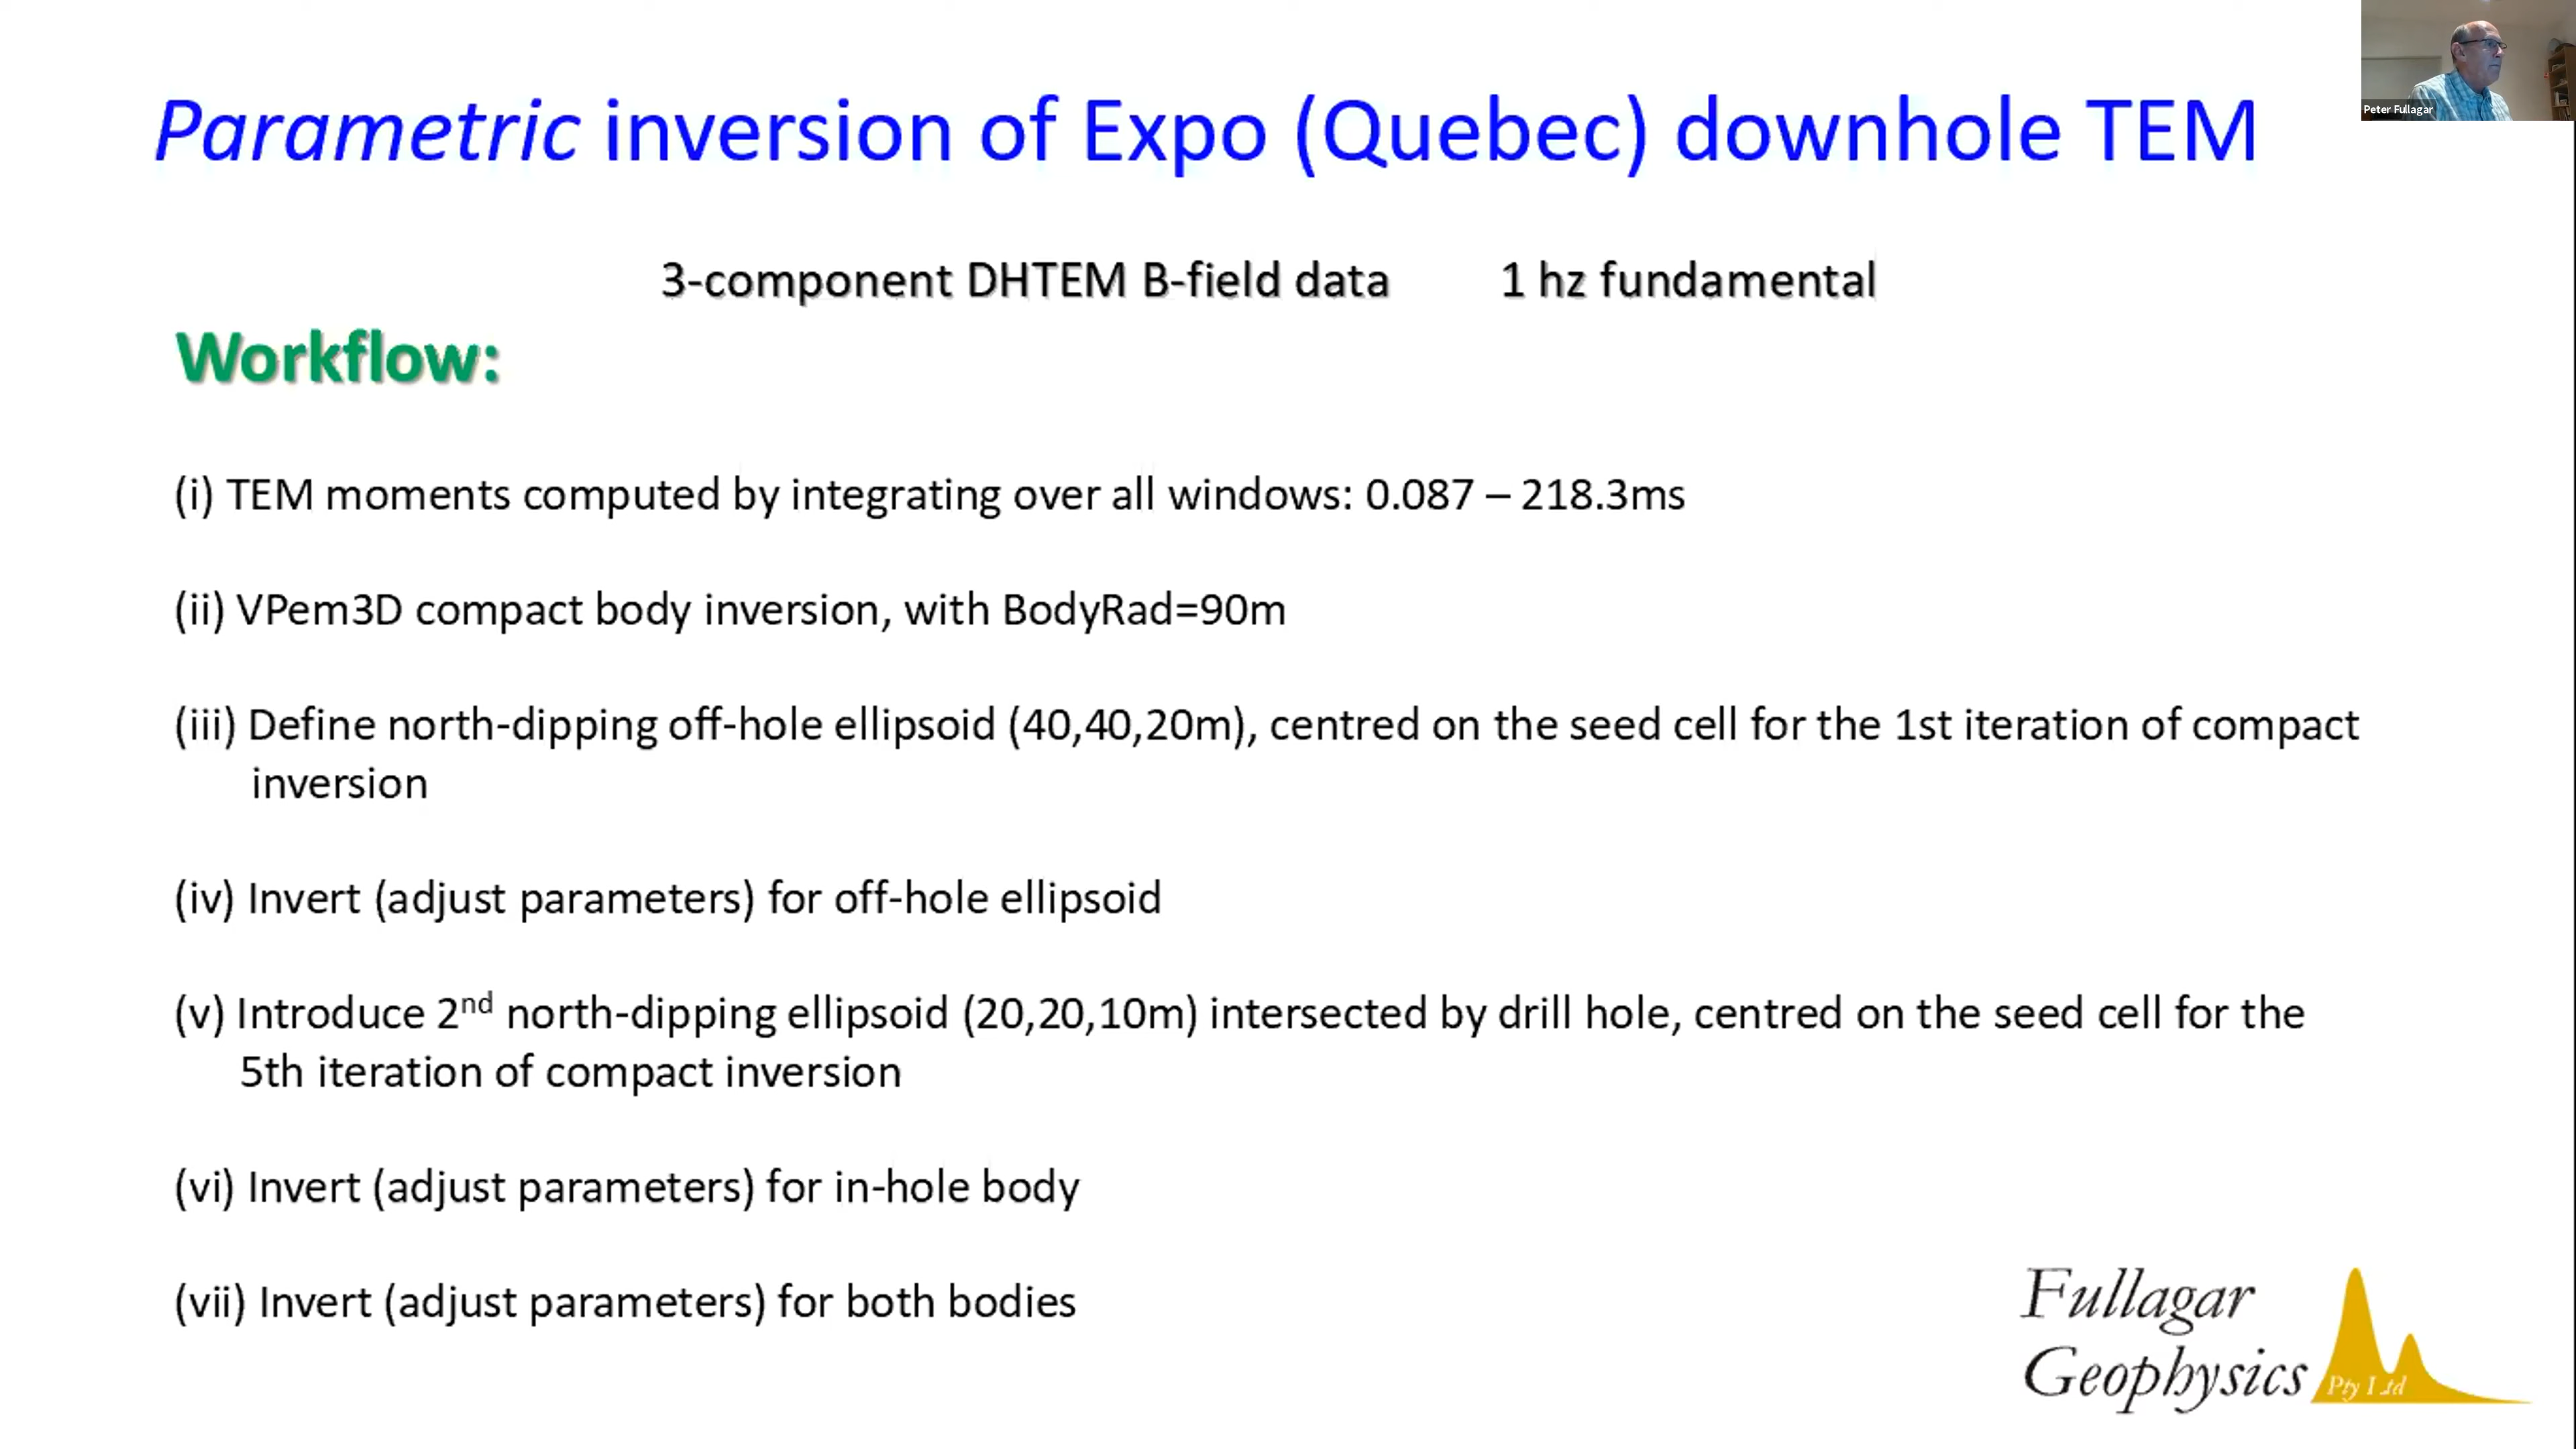 Peter Fullagar
Parametric inversion of Expo (Quebec) downhole TEM
3-component DHTEM B-field data 1 hz fundamental
Workflow:
(i) TEM moments computed by integrating over all windows: 0.087 – 218.3ms
(ii) VPem3D compact body inversion, with BodyRad=90m
(iii) Define north-dipping off-hole ellipsoid (40,40,20m), centred on the seed cell for the 1st iteration of compact
inversion
(iv) Invert (adjust parameters) for off-hole ellipsoid
(v) Introduce 2nd north-dipping ellipsoid (20,20,10m) intersected by drill hole, centred on the seed cell for the
5th iteration of compact inversion
(vi) Invert (adjust parameters) for in-hole body
(vii) Invert (adjust parameters) for both bodies
Fullagar
Geophysics
Pty Ltd